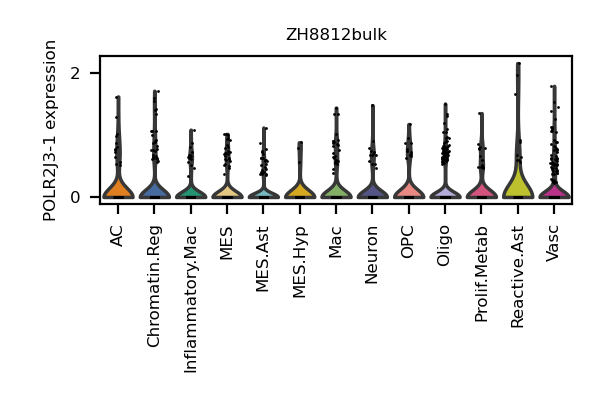 ZH8812bulk
POLR2J3-1 expression
2
0
AC
Chromatin.Reg
Inflammatory.Mac
MES
MES.Ast
MES.Hyp
Mac
Neuron
OPC
Oligo
Prolif.Metab
Reactive.Ast
Vasc